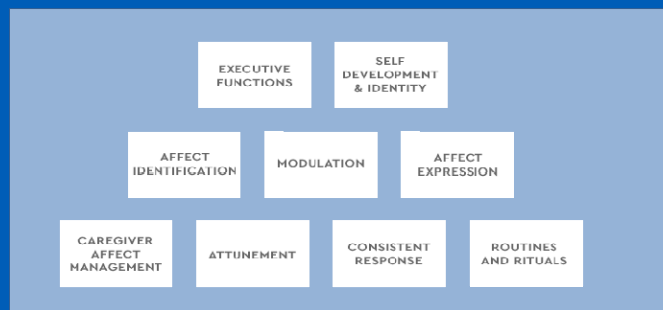 EXECUTIVE
FUNCTIONS
SELF
DEVELOPMENT
& IDENTITY
AFFECT
IDENTIFICATION
MODULATION
AFFECT
EXPRESSION
CAREGIVER
AFFECT
MANAGEMENT
ATTUNEMENT
CONSISTENT
RESPONSE
ROUTINES
AND RITUALS